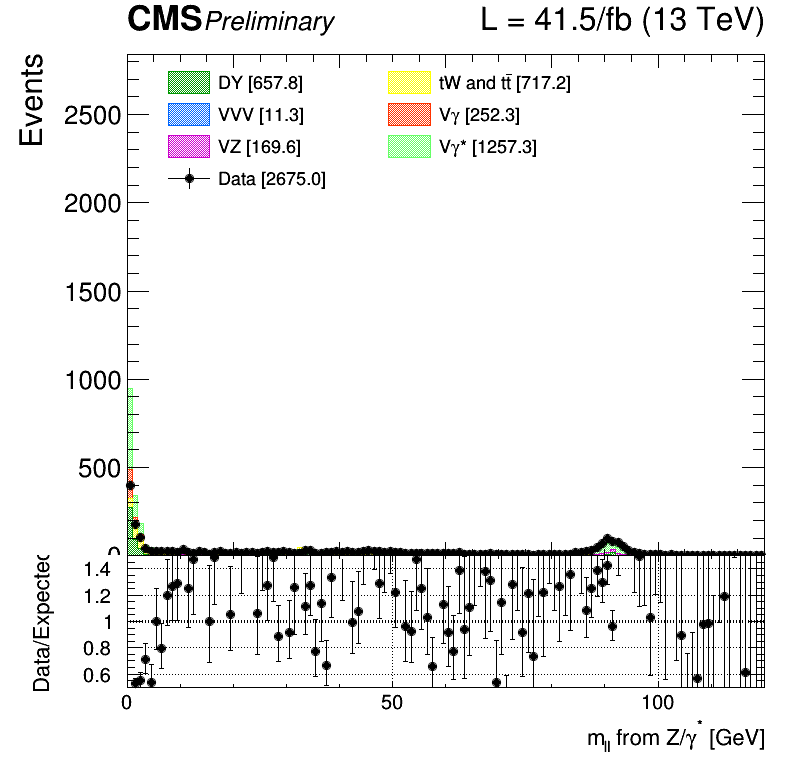 CMS Preliminary L = 41.5/fb (13 TeV)
Events
DY [657.8]
tW and tt̄ [717.2]
VVV [11.3]
Vγ [252.3]
VZ [169.6]
Vγ* [1257.3]
Data [2675.0]
2500
2000
1500
1000
500
0
Data/Expected
1.4
1.2
1
0.8
0.6
0 50 100
m_ll from Z/γ* [GeV]